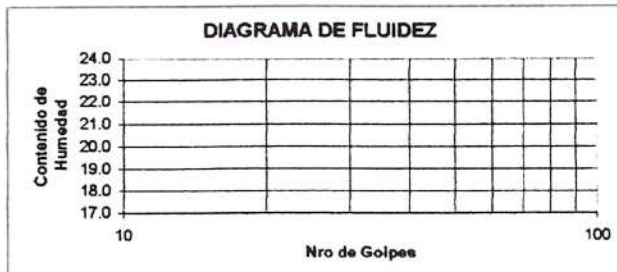 DIAGRAMA DE FLUIDEZ
Contenido de
Humedad
24.0
23.0
22.0
21.0
20.0
19.0
18.0
17.0
10
100
Nro de Golpes